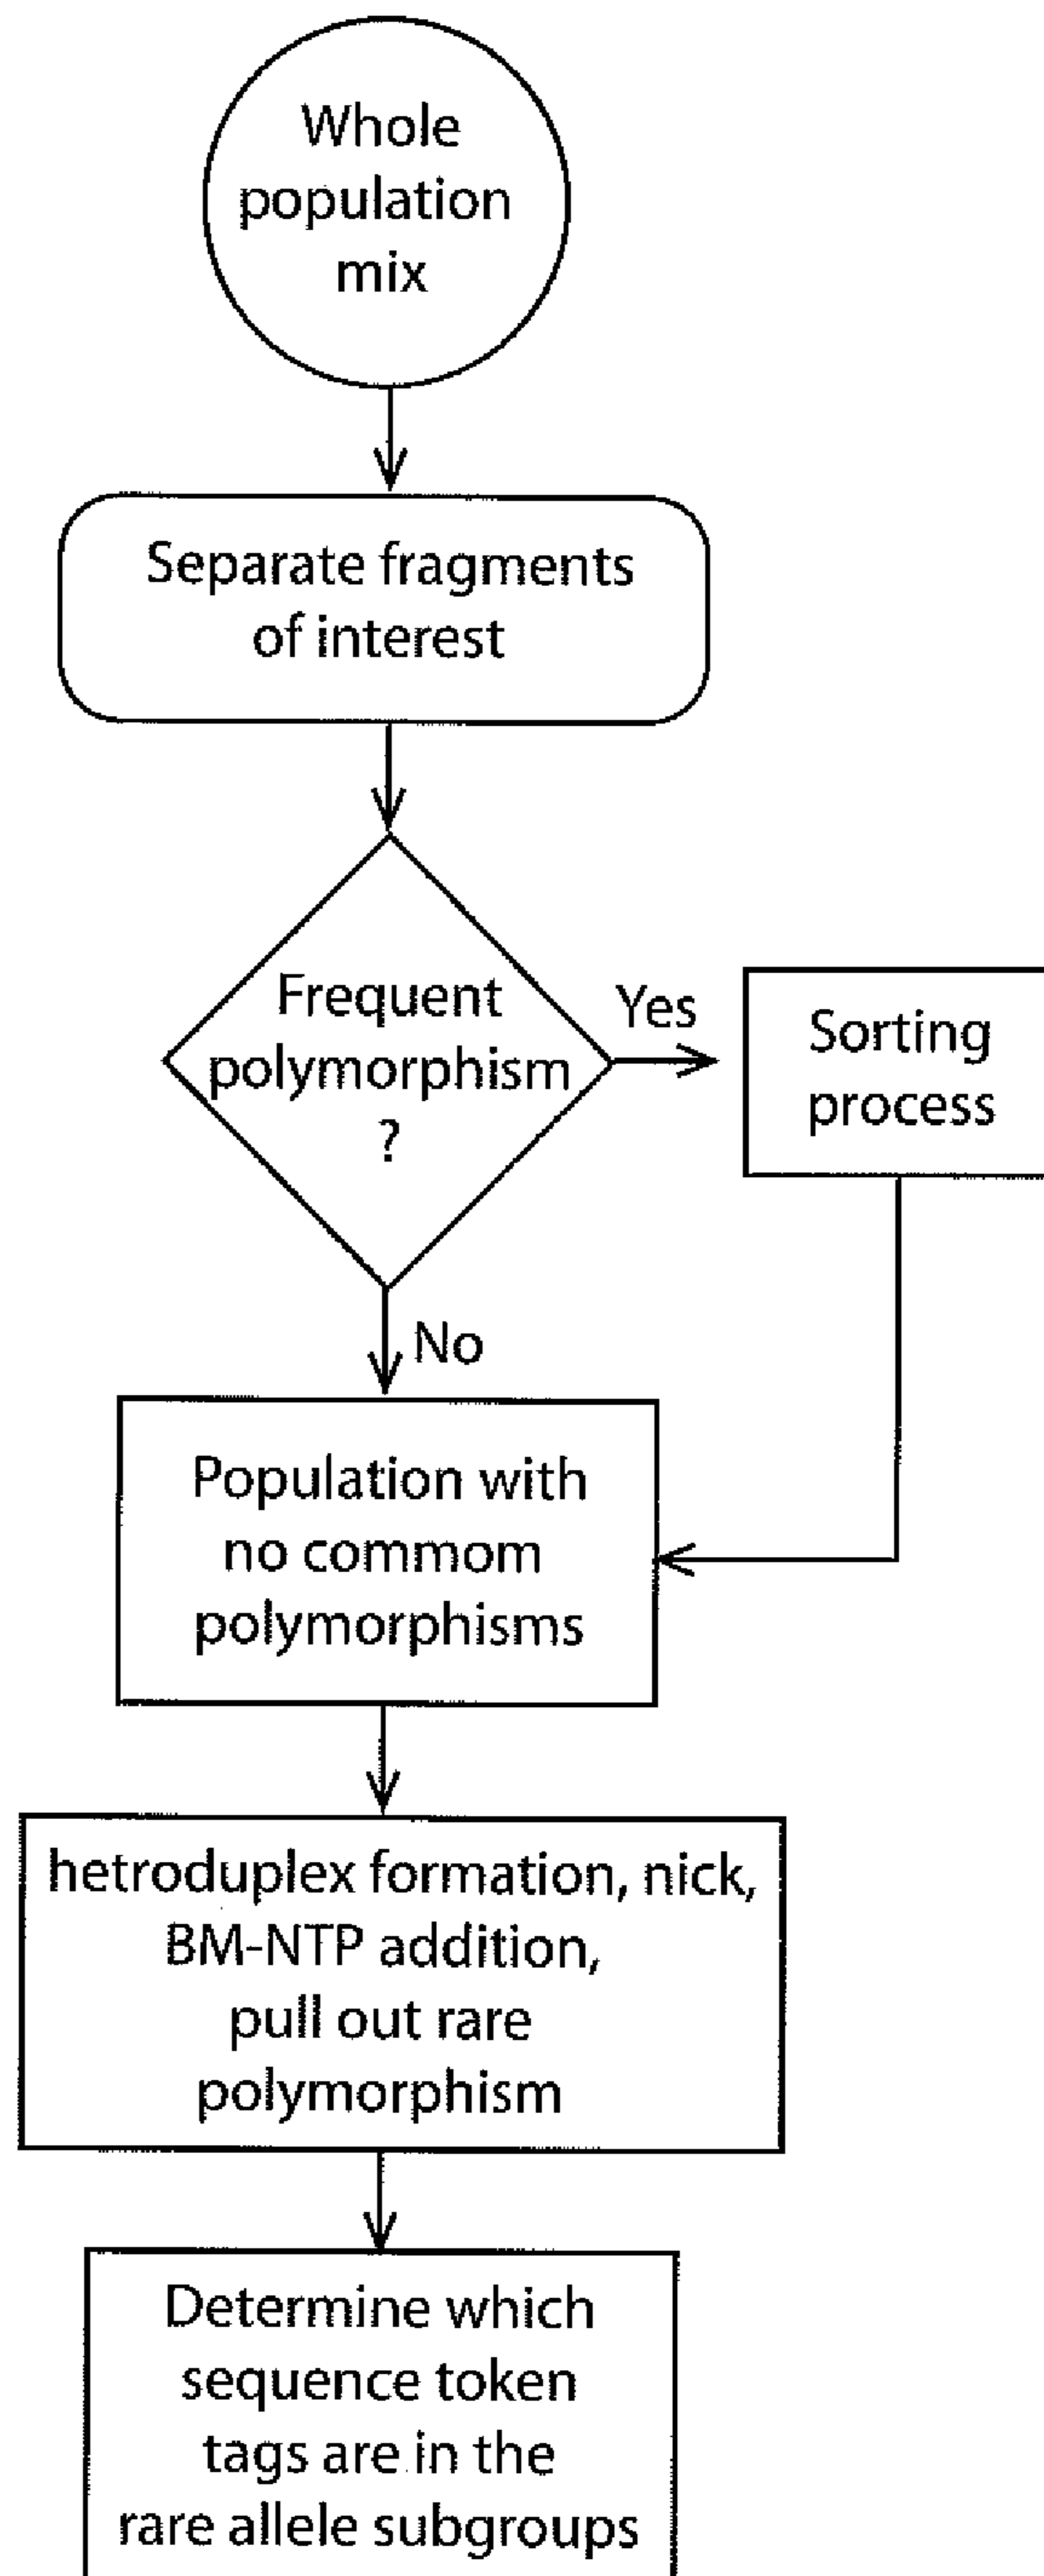 Whole
population
mix
Separate fragments
of interest
Frequent
polymorphism
?
Yes
Sorting
process
No
Population with
no commom
polymorphisms
hetroduplex formation, nick,
BM-NTP addition,
pull out rare
polymorphism
Determine which
sequence token
tags are in the
rare allele subgroups